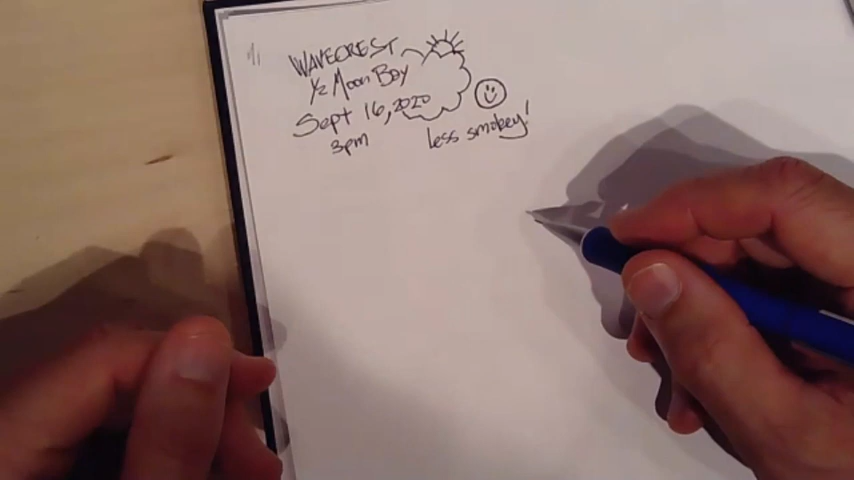 WAVECREST
1/2 Moon Bay
Sept 16, 2020
3pm
less smokey!